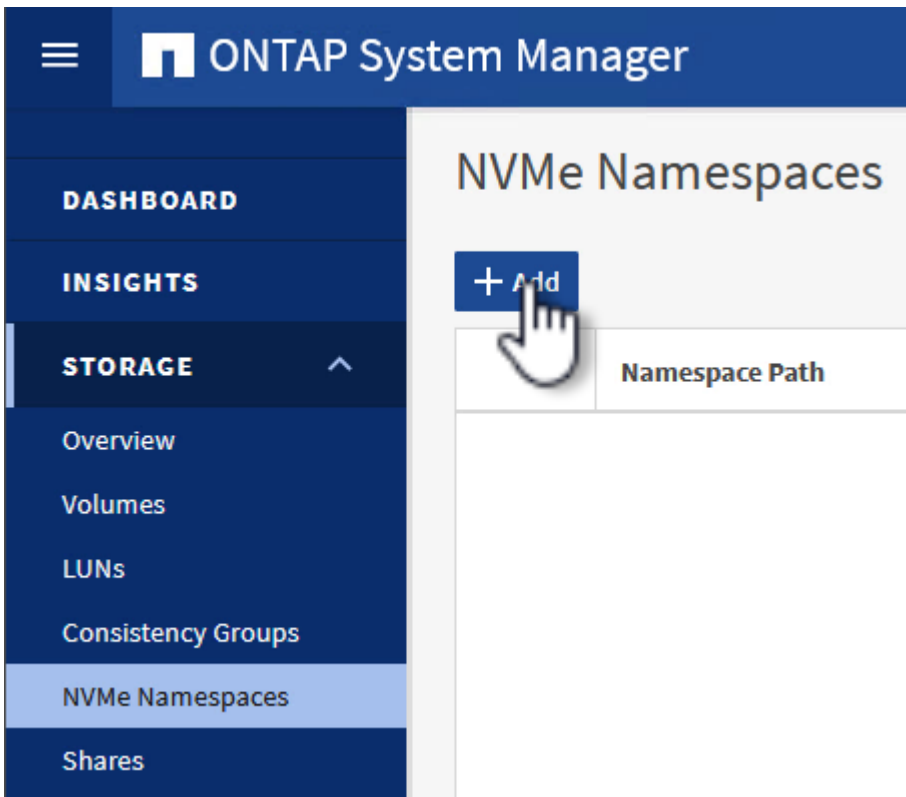 ONTAP System Manager
DASHBOARD
INSIGHTS
STORAGE
Overview
Volumes
LUNs
Consistency Groups
NVMe Namespaces
Shares
NVMe Namespaces
Add
Namespace Path